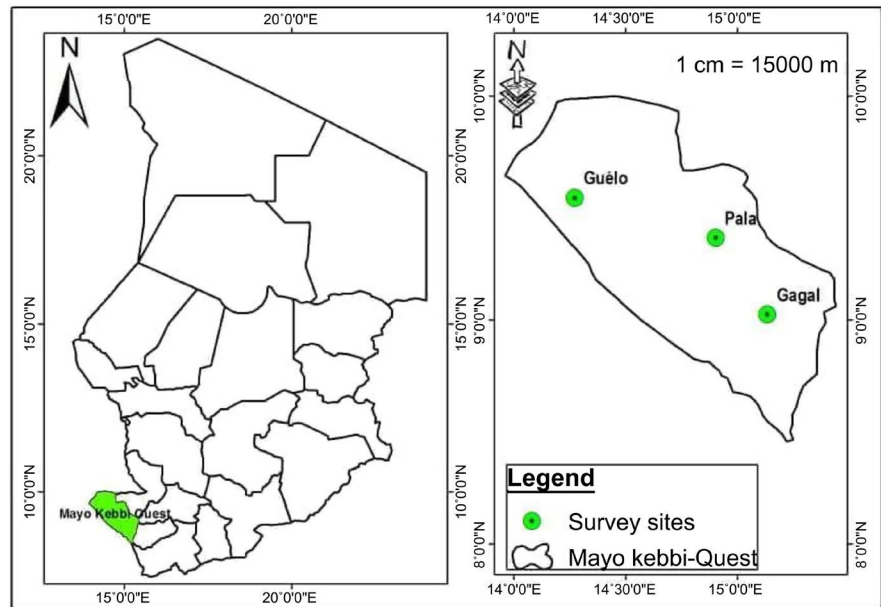 15°0'0"E
20°0'0"E
N
20°0'0"N
15°0'0"N
10°0'0"N
20°0'0"N
15°0'0"N
10°0'0"N
Mayo Kebbi-Ouest
15°0'0"E
20°0'0"E
14°0'0"E
14°30'0"E
15°0'0"E
N
1 cm = 15000 m
10°0'0"N
9°0'0"N
8°0'0"N
10°0'0"N
9°0'0"N
8°0'0"N
Guélo
Pala
Gagal
Legend
Survey sites
Mayo kebbi-Quest
14°0'0"E
14°30'0"E
15°0'0"E